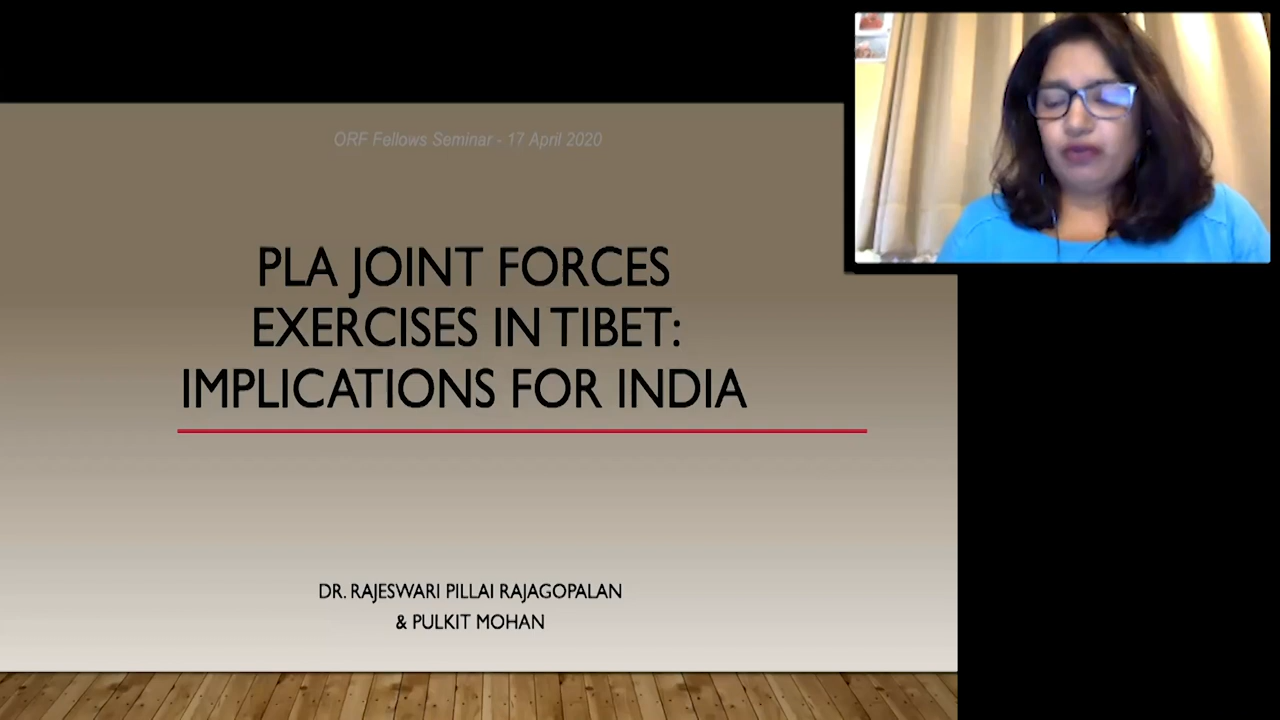 ORF Fellows Seminar - 17 April 2020
PLA JOINT FORCES
EXERCISES IN TIBET:
IMPLICATIONS FOR INDIA
DR. RAJESWARI PILLAI RAJAGOPALAN
& PULKIT MOHAN